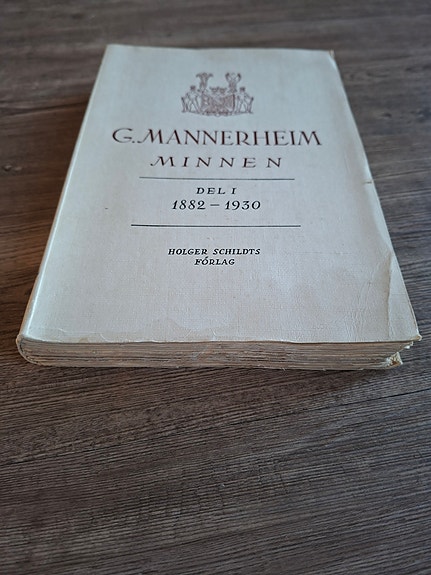 G. MANNERHEIM
MINNEN
DEL I
1882 – 1930
HOLGER SCHILDTS
FÖRLAG